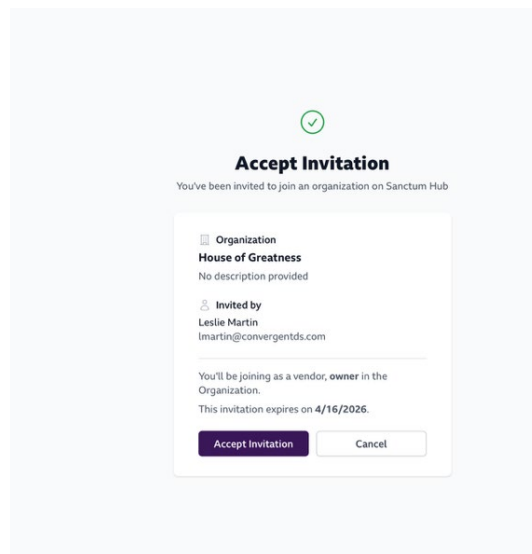 Accept Invitation
You've been invited to join an organization on Sanctum Hub
Organization
House of Greatness
No description provided
Invited by
Leslie Martin
lmartin@convergentds.com
You'll be joining as a vendor, owner in the
Organization.
This invitation expires on 4/16/2026.
Accept Invitation
Cancel